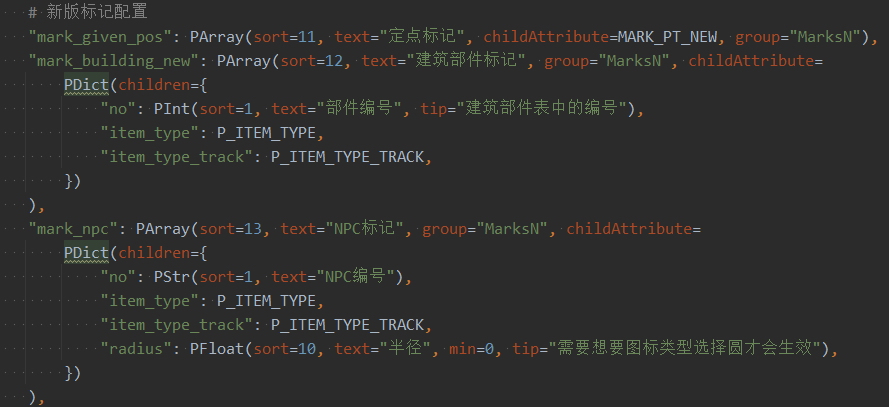 # 新版标记配置
"mark_given_pos": PArray(sort=11, text="定点标记", childAttribute=MARK_PT_NEW, group="MarksN"),
"mark_building_new": PArray(sort=12, text="建筑部件标记", group="MarksN", childAttribute=
PDict(children={
"no": PInt(sort=1, text="部件编号", tip="建筑部件表中的编号"),
"item_type": P_ITEM_TYPE,
"item_type_track": P_ITEM_TYPE_TRACK,
})
),
"mark_npc": PArray(sort=13, text="NPC标记", group="MarksN", childAttribute=
PDict(children={
"no": PStr(sort=1, text="NPC编号"),
"item_type": P_ITEM_TYPE,
"item_type_track": P_ITEM_TYPE_TRACK,
"radius": PFloat(sort=10, text="半径", min=0, tip="需要想要图标类型选择圆才会生效"),
})
),